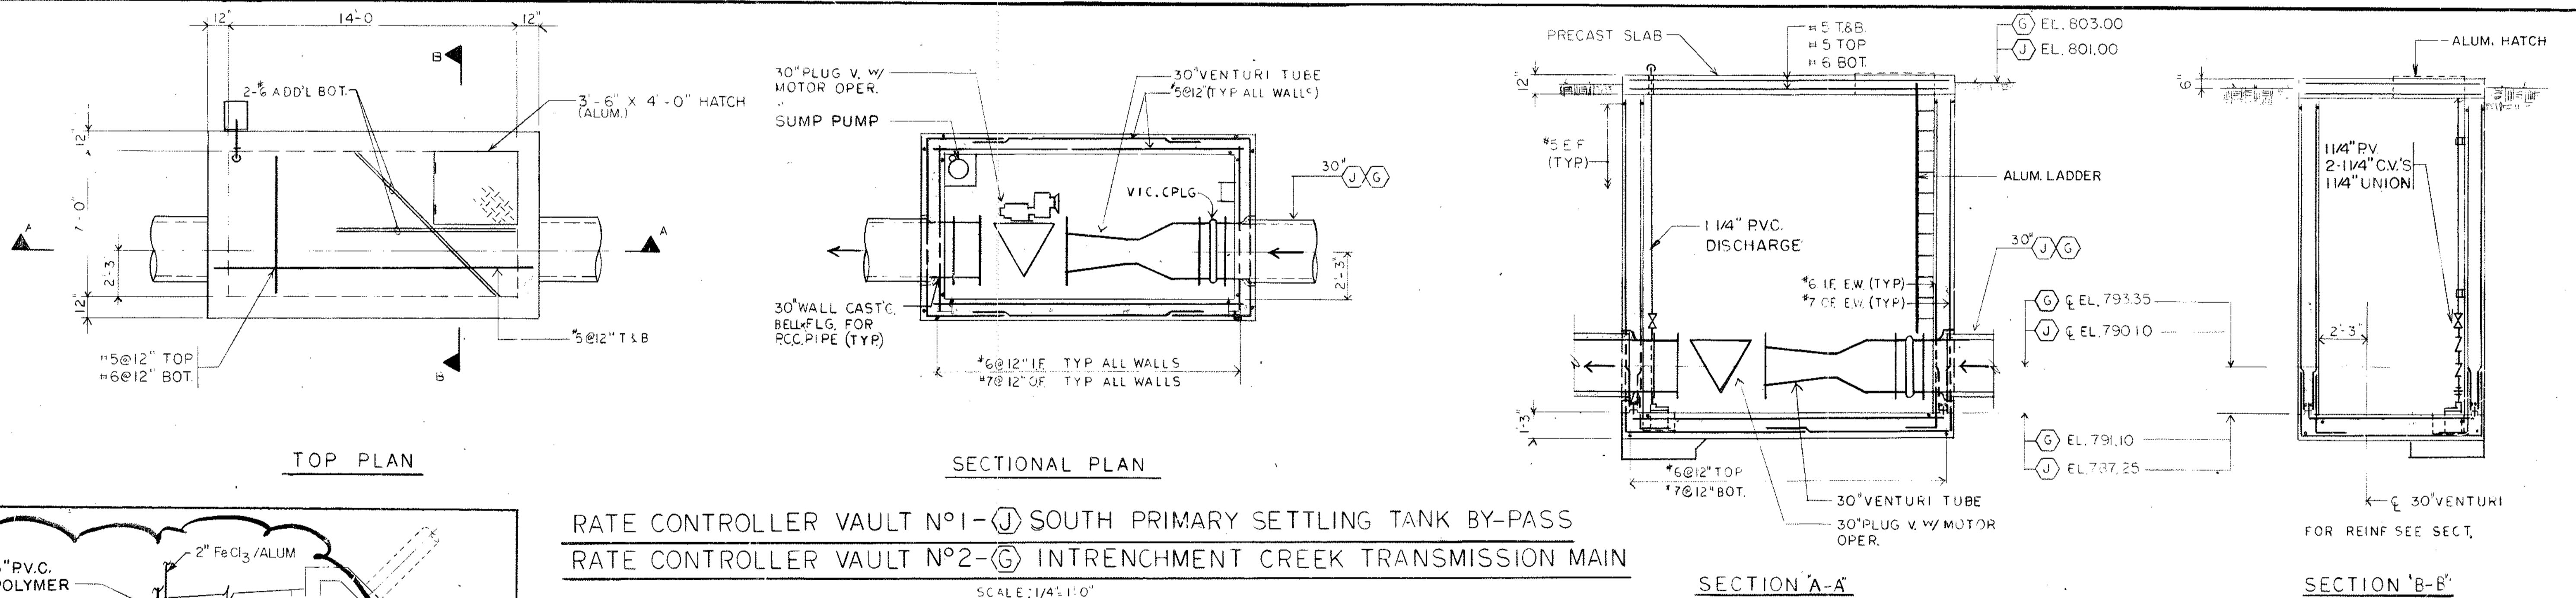 12"
14'-0
12"
B
2-#6 ADD'L BOT.
3'-6" X 4'-0" HATCH
(ALUM.)
12"
7'-0"
2'-3
12"
A
A
#5@12" TOP
#6@12" BOT.
#5@12" T & B
B
TOP PLAN
30" PLUG V. W/
MOTOR OPER.
SUMP PUMP
30" VENTURI TUBE
#5@12" (TYP ALL WALLS)
VIC. CPLG
30" J G
2'-3"
30" WALL CAST'G.
BELL x FLG. FOR
P.C.C. PIPE (TYP.)
#6@12" I.F. TYP ALL WALLS
#7@12" O.F. TYP ALL WALLS
SECTIONAL PLAN
PRECAST SLAB
#5 T.&B.
#5 TOP
#6 BOT.
G EL. 803.00
J EL. 801.00
#5 E F
(TYP.)
ALUM. LADDER
1 1/4" P.V.C.
DISCHARGE
30" J G
#6 I.F. E.W. (TYP)
#7 O.F. E.W. (TYP.)
G ℄ EL. 793.35
J ℄ EL. 790.10
1'-3"
G EL. 791.10
J EL. 787.25
#6@12" TOP
#7@12" BOT.
30" VENTURI TUBE
30" PLUG V. W/ MOTOR
OPER.
SECTION "A-A"
ALUM. HATCH
6"
1 1/4" P.V.
2-1 1/4" C.V.'S
1 1/4" UNION
2'-3"
℄ 30" VENTURI
FOR REINF SEE SECT.
SECTION 'B-B'
RATE CONTROLLER VAULT Nº1-J SOUTH PRIMARY SETTLING TANK BY-PASS
RATE CONTROLLER VAULT Nº2-G INTRENCHMENT CREEK TRANSMISSION MAIN
SCALE: 1/4"=1'-0"
2" FeCl3/ALUM
P.V.C.
POLYMER